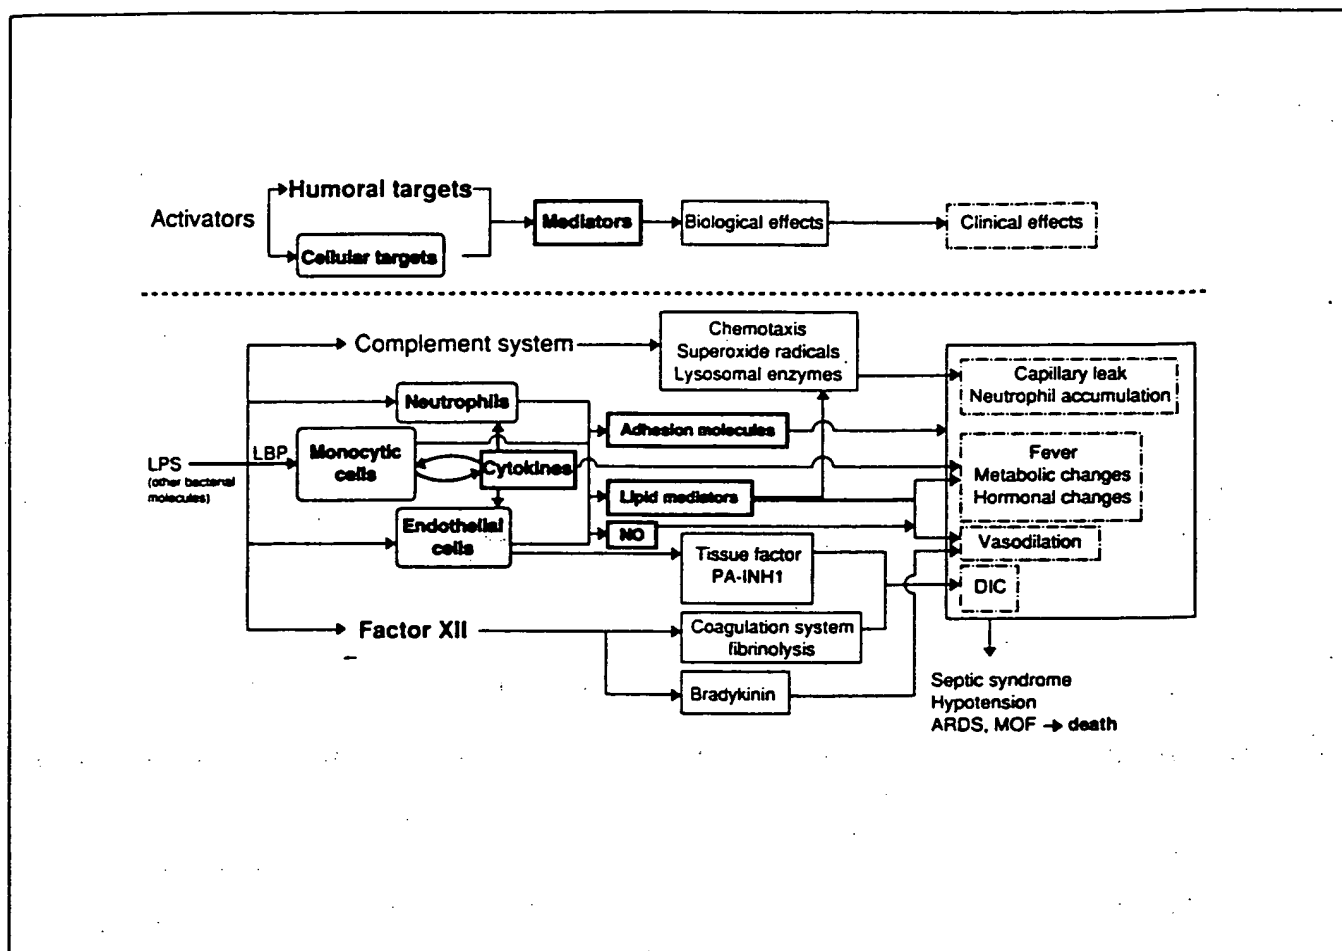 Humoral targets
Activators
Cellular targets
Mediators
Biological effects
Clinical effects
Complement system
Chemotaxis
Superoxide radicals
Lysosomal enzymes
Capillary leak
Neutrophil accumulation
Neutrophils
Adhesion molecules
LPS
(other bacterial
molecules)
LBP
Monocytic
cells
Cytokines
Fever
Metabolic changes
Hormonal changes
Lipid mediators
Endothelial
cells
NO
Vasodilation
Tissue factor
PA-INH1
DIC
Factor XII
Coagulation system
fibrinolysis
Bradykinin
Septic syndrome
Hypotension
ARDS, MOF → death